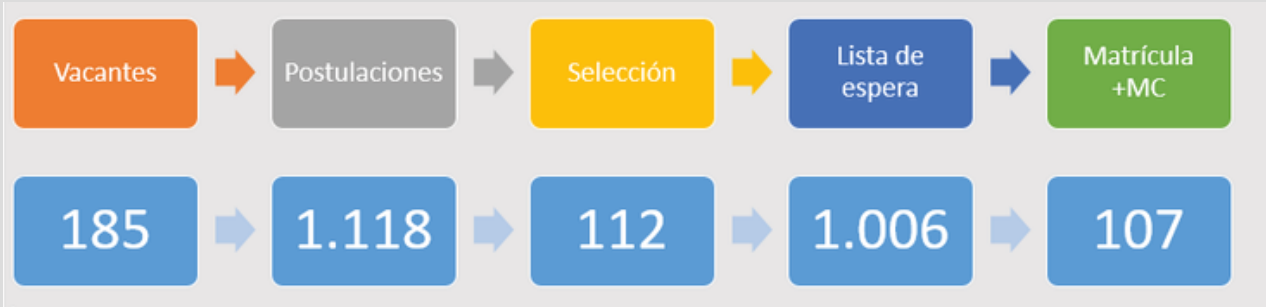 Vacantes
Postulaciones
Selección
Lista de
espera
Matrícula
+MC
185
1.118
112
1.006
107